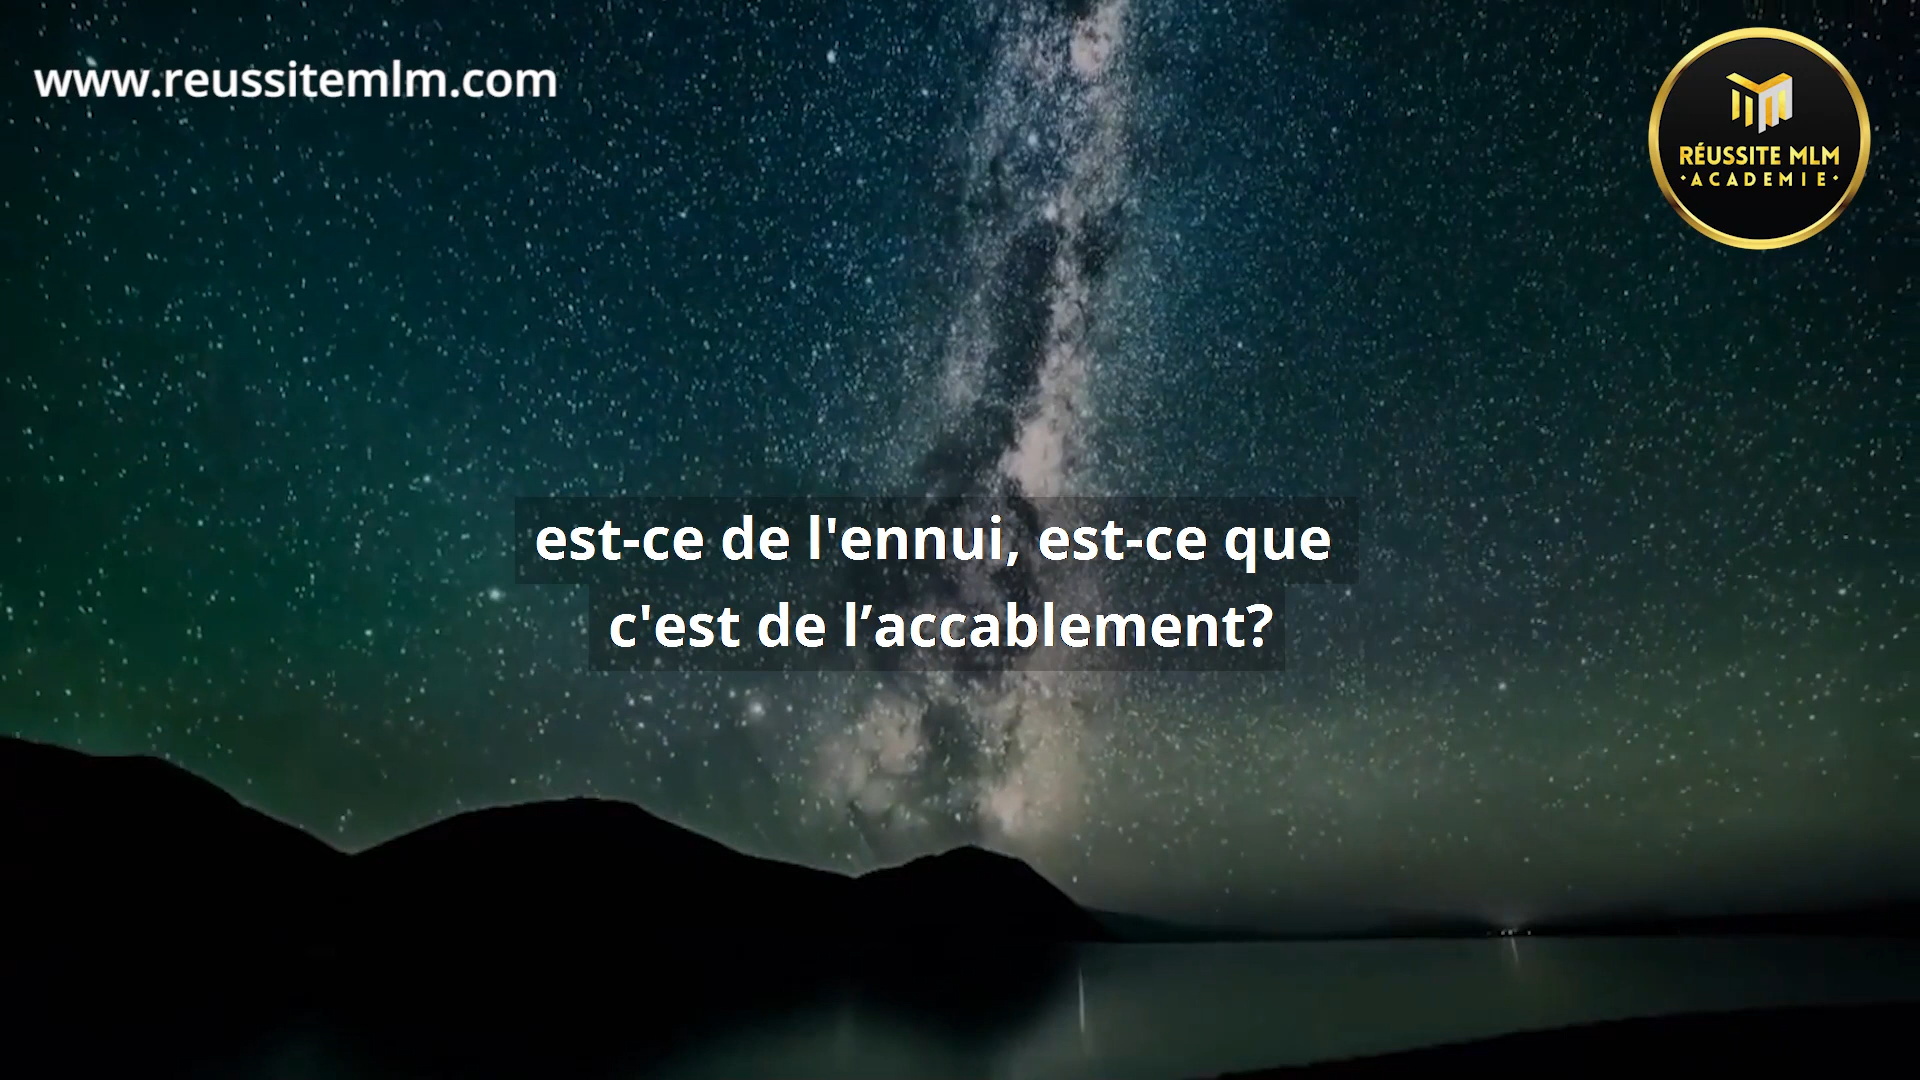 www.reussitemlm.com
RÉUSSITE MLM
·ACADEMIE·
est-ce de l'ennui, est-ce que
c'est de l’accablement?